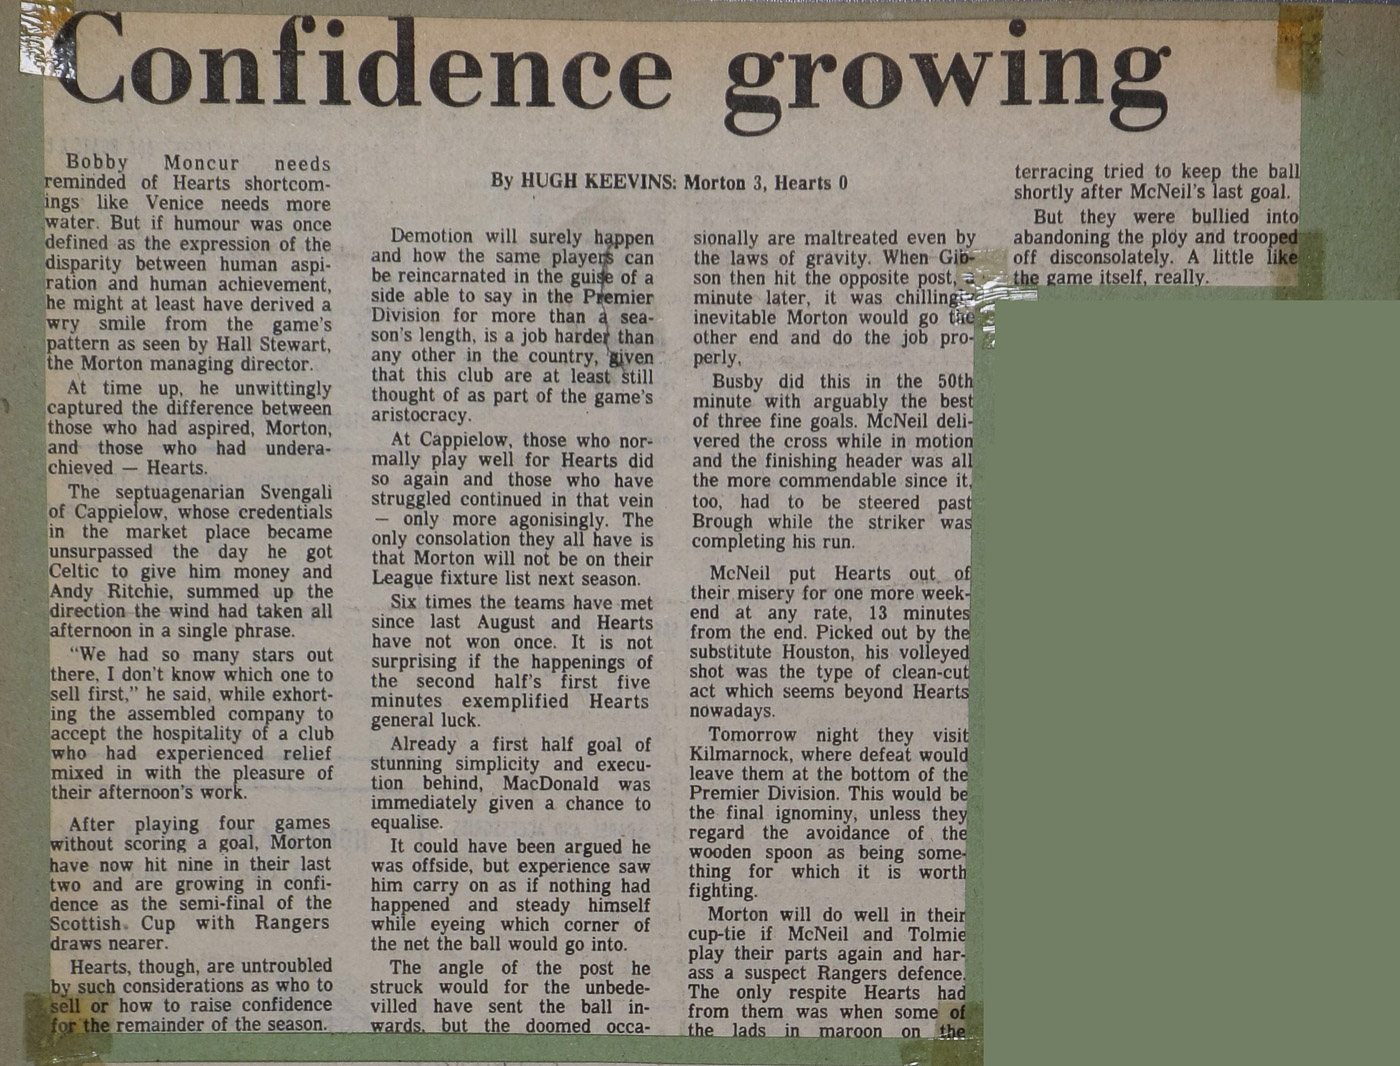 Confidence growing
By HUGH KEEVINS: Morton 3, Hearts 0
Bobby Moncur needs
reminded of Hearts shortcom-
ings like Venice needs more
water. But if humour was once
defined as the expression of the
disparity between human aspi-
ration and human achievement,
he might at least have derived a
wry smile from the game's
pattern as seen by Hall Stewart,
the Morton managing director.
At time up, he unwittingly
captured the difference between
those who had aspired, Morton,
and those who had undera-
chieved — Hearts.
The septuagenarian Svengali
of Cappielow, whose credentials
in the market place became
unsurpassed the day he got
Celtic to give him money and
Andy Ritchie, summed up the
direction the wind had taken all
afternoon in a single phrase.
"We had so many stars out
there, I don't know which one to
sell first," he said, while exhort-
ing the assembled company to
accept the hospitality of a club
who had experienced relief
mixed in with the pleasure of
their afternoon's work.
After playing four games
without scoring a goal, Morton
have now hit nine in their last
two and are growing in confi-
dence as the semi-final of the
Scottish Cup with Rangers
draws nearer.
Hearts, though, are untroubled
by such considerations as who to
sell or how to raise confidence
for the remainder of the season.
Demotion will surely happen
and how the same players can
be reincarnated in the guise of a
side able to say in the Premier
Division for more than a sea-
son's length, is a job harder than
any other in the country, given
that this club are at least still
thought of as part of the game's
aristocracy.
At Cappielow, those who nor-
mally play well for Hearts did
so again and those who have
struggled continued in that vein
— only more agonisingly. The
only consolation they all have is
that Morton will not be on their
League fixture list next season.
Six times the teams have met
since last August and Hearts
have not won once. It is not
surprising if the happenings of
the second half's first five
minutes exemplified Hearts
general luck.
Already a first half goal of
stunning simplicity and execu-
tion behind, MacDonald was
immediately given a chance to
equalise.
It could have been argued he
was offside, but experience saw
him carry on as if nothing had
happened and steady himself
while eyeing which corner of
the net the ball would go into.
The angle of the post he
struck would for the unbede-
villed have sent the ball in-
wards, but the doomed occa-
sionally are maltreated even by
the laws of gravity. When Gib-
son then hit the opposite post, a
minute later, it was chillingly
inevitable Morton would go the
other end and do the job pro-
perly,
Busby did this in the 50th
minute with arguably the best
of three fine goals. McNeil deli-
vered the cross while in motion
and the finishing header was all
the more commendable since it,
too, had to be steered past
Brough while the striker was
completing his run.
McNeil put Hearts out of
their misery for one more week-
end at any rate, 13 minutes
from the end. Picked out by the
substitute Houston, his volleyed
shot was the type of clean-cut
act which seems beyond Hearts
nowadays.
Tomorrow night they visit
Kilmarnock, where defeat would
leave them at the bottom of the
Premier Division. This would be
the final ignominy, unless they
regard the avoidance of the
wooden spoon as being some-
thing for which it is worth
fighting.
Morton will do well in their
cup-tie if McNeil and Tolmie
play their parts again and har-
ass a suspect Rangers defence.
The only respite Hearts had
from them was when some of
the lads in maroon on the
terracing tried to keep the ball
shortly after McNeil's last goal.
But they were bullied into
abandoning the ploy and trooped
off disconsolately. A little like
the game itself, really.